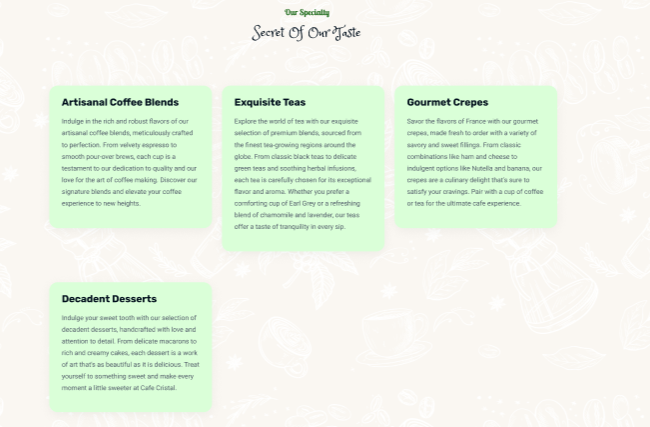 Our Specialty
Secret Of Our Taste
Artisanal Coffee Blends
Indulge in the rich and robust flavors of our
artisanal coffee blends, meticulously crafted
to perfection. From velvety espresso to
smooth pour-over brews, each cup is a
testament to our dedication to quality and our
love for the art of coffee making. Discover our
signature blends and elevate your coffee
experience to new heights.
Exquisite Teas
Explore the world of tea with our exquisite
selection of premium blends, sourced from
the finest tea-growing regions around the
globe. From classic black teas to delicate
green teas and soothing herbal infusions,
each tea is carefully chosen for its exceptional
flavor and aroma. Whether you prefer a
comforting cup of Earl Grey or a refreshing
blend of chamomile and lavender, our teas
offer a taste of tranquility in every sip.
Gourmet Crepes
Savor the flavors of France with our gourmet
crepes, made fresh to order with a variety of
savory and sweet fillings. From classic
combinations like ham and cheese to
indulgent options like Nutella and banana, our
crepes are a culinary delight that's sure to
satisfy your cravings. Pair with a cup of coffee
or tea for the ultimate cafe experience.
Decadent Desserts
Indulge your sweet tooth with our selection of
decadent desserts, handcrafted with love and
attention to detail. From delicate macarons to
rich and creamy cakes, each dessert is a work
of art that's as beautiful as it is delicious. Treat
yourself to something sweet and make every
moment a little sweeter at Cafe Cristal.